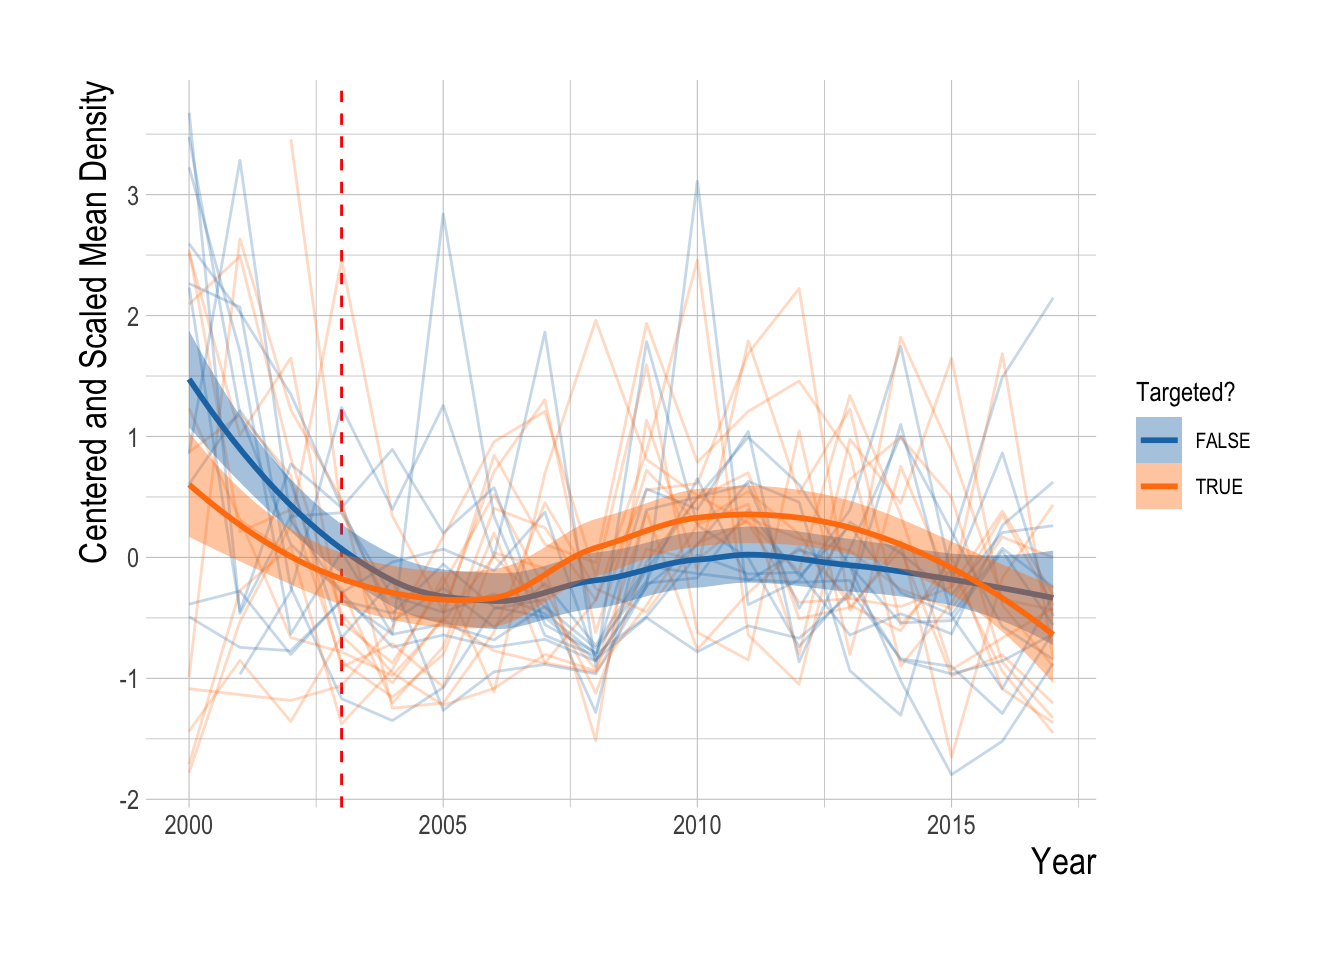 Centered and Scaled Mean Density
3
2
1
0
-1
-2
2000 2005 2010 2015
Year
Targeted?
FALSE
TRUE